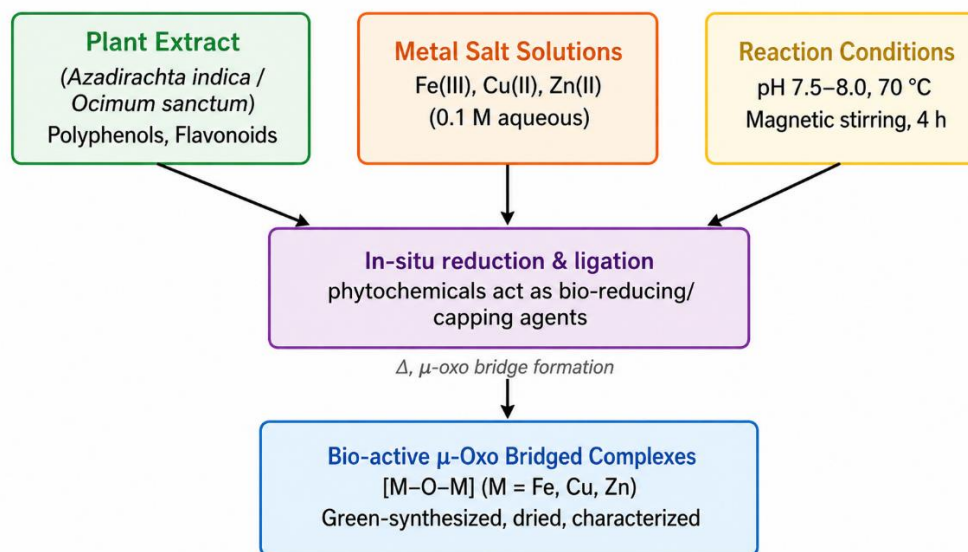 Plant Extract
(Azadirachta indica /
Ocimum sanctum)
Polyphenols, Flavonoids
Metal Salt Solutions
Fe(III), Cu(II), Zn(II)
(0.1 M aqueous)
Reaction Conditions
pH 7.5–8.0, 70 °C
Magnetic stirring, 4 h
In-situ reduction & ligation
phytochemicals act as bio-reducing/
capping agents
Δ, μ-oxo bridge formation
Bio-active μ-Oxo Bridged Complexes
[M–O–M] (M = Fe, Cu, Zn)
Green-synthesized, dried, characterized